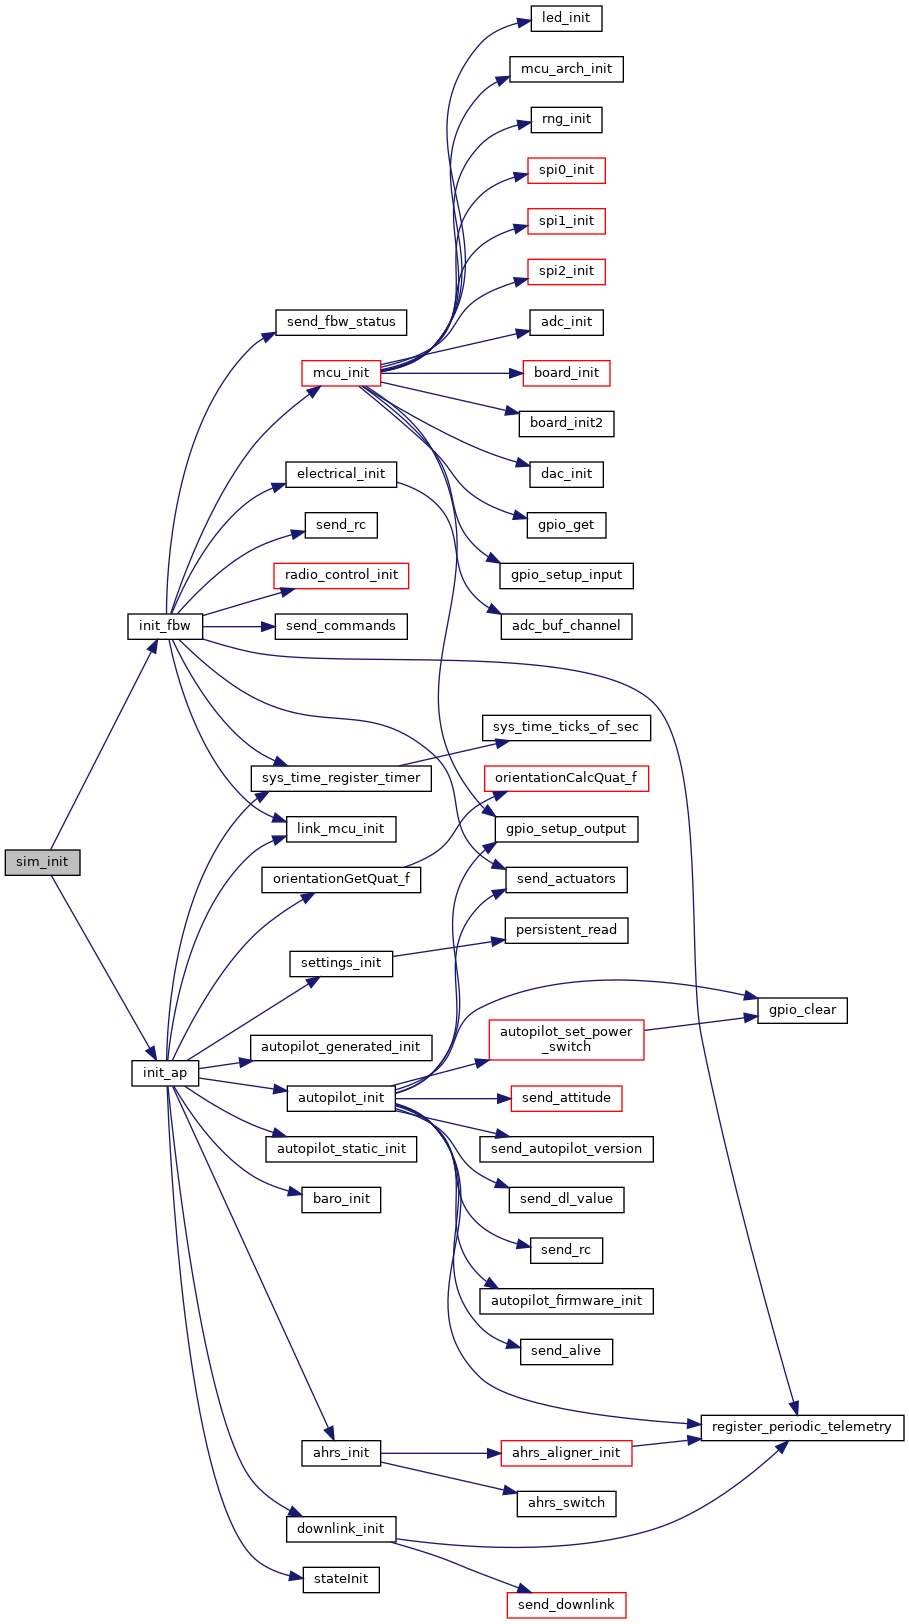 led_init
mcu_arch_init
rng_init
spi0_init
spi1_init
spi2_init
send_fbw_status
adc_init
mcu_init
board_init
board_init2
electrical_init
dac_init
send_rc
gpio_get
radio_control_init
gpio_setup_input
init_fbw
send_commands
adc_buf_channel
sys_time_ticks_of_sec
sys_time_register_timer
orientationCalcQuat_f
link_mcu_init
gpio_setup_output
sim_init
orientationGetQuat_f
send_actuators
persistent_read
settings_init
gpio_clear
autopilot_set_power
_switch
autopilot_generated_init
init_ap
autopilot_init
send_attitude
autopilot_static_init
send_autopilot_version
baro_init
send_dl_value
send_rc
autopilot_firmware_init
send_alive
register_periodic_telemetry
ahrs_init
ahrs_aligner_init
ahrs_switch
downlink_init
stateInit
send_downlink